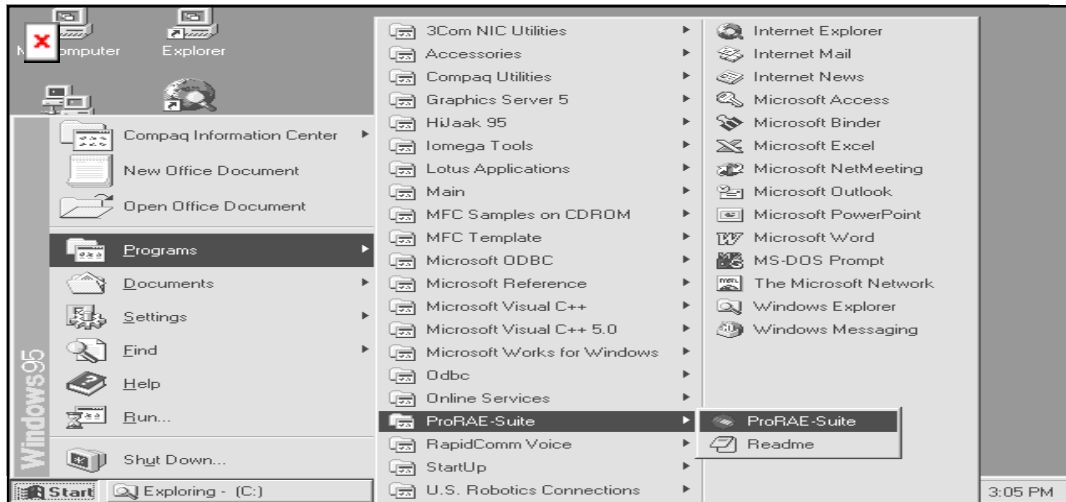 My Computer
Explorer
Compaq Information Center
New Office Document
Open Office Document
Programs
Documents
Settings
Find
Help
Run...
Shut Down...
Windows95
3Com NIC Utilities
Accessories
Compaq Utilities
Graphics Server 5
HiJaak 95
Iomega Tools
Lotus Applications
Main
MFC Samples on CDROM
MFC Template
Microsoft ODBC
Microsoft Reference
Microsoft Visual C++
Microsoft Visual C++ 5.0
Microsoft Works for Windows
Odbc
Online Services
ProRAE-Suite
RapidComm Voice
StartUp
U.S. Robotics Connections
Internet Explorer
Internet Mail
Internet News
Microsoft Access
Microsoft Binder
Microsoft Excel
Microsoft NetMeeting
Microsoft Outlook
Microsoft PowerPoint
Microsoft Word
MS-DOS Prompt
The Microsoft Network
Windows Explorer
Windows Messaging
ProRAE-Suite
Readme
Start
Exploring - (C:)
3:05 PM